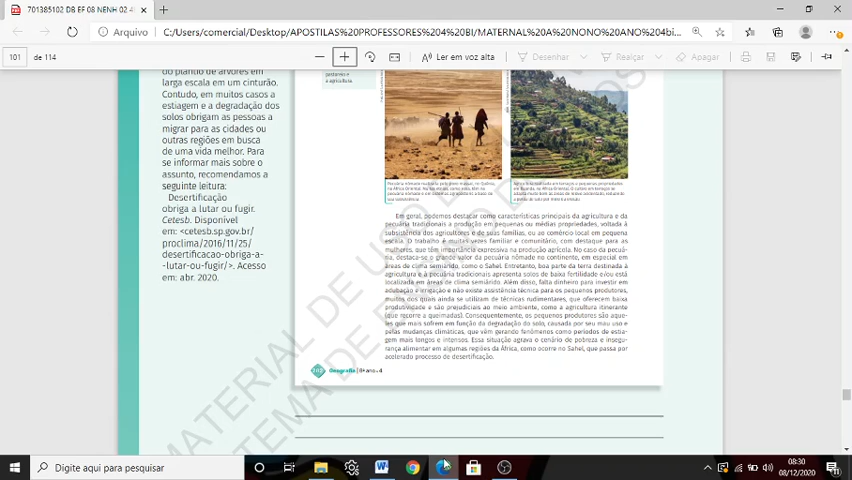 701385102 DB EF 08 NENH 02 4
Arquivo
C:/Users/comercial/Desktop/APOSTILAS%20PROFESSORES%204%20BI/MATERNAL%20A%20NONO%20ANO%204bi...
101 de 114
Ler em voz alta
Desenhar
Realçar
Apagar
do plantio de árvores em
larga escala em um cinturão.
Contudo, em muitos casos a
estiagem e a degradação dos
solos obrigam as pessoas a
migrar para as cidades ou
outras regiões em busca
de uma vida melhor. Para
se informar mais sobre o
assunto, recomendamos a
seguinte leitura:
Desertificação
obriga a lutar ou fugir.
Cetesb. Disponível
em: <cetesb.sp.gov.br/
proclima/2016/11/25/
desertificacao-obriga-a-
-lutar-ou-fugir/>. Acesso
em: abr. 2020.
pastoreio e
a agricultura.
Em geral, podemos destacar como características principais da agricultura e da
pecuária tradicionais a produção em pequenas ou médias propriedades, voltada à
subsistência dos agricultores e de suas famílias, ou ao comércio local em pequena
escala. O trabalho é muitas vezes familiar e comunitário, com destaque para as
mulheres, que têm importância expressiva na produção agrícola. No caso da pecuá-
ria, destaca-se o grande valor da pecuária nômade no continente, em especial em
áreas de clima semiárido, como o Sahel. Entretanto, boa parte da terra destinada à
agricultura e à pecuária tradicionais apresenta solos de baixa fertilidade e/ou está
localizada em áreas de clima semiárido. Além disso, falta dinheiro para investir em
adubação e irrigação e não existe assistência técnica para os pequenos produtores,
muitos dos quais ainda se utilizam de técnicas rudimentares, que oferecem baixa
produtividade e são prejudiciais ao meio ambiente, como a agricultura itinerante
(que recorre a queimadas). Consequentemente, os pequenos produtores são aque-
les que mais sofrem em função da degradação do solo, causada por seu mau uso e
pelas mudanças climáticas, que vêm gerando fenômenos como períodos de estia-
gem mais longos e intensos. Essa situação agrava o cenário de pobreza e insegu-
rança alimentar em algumas regiões da África, como ocorre no Sahel, que passa por
acelerado processo de desertificação.
Geografia | 8º ano • 4
MATERIAL DE USO
SISTEMA DE
Digite aqui para pesquisar
08:30
08/12/2020